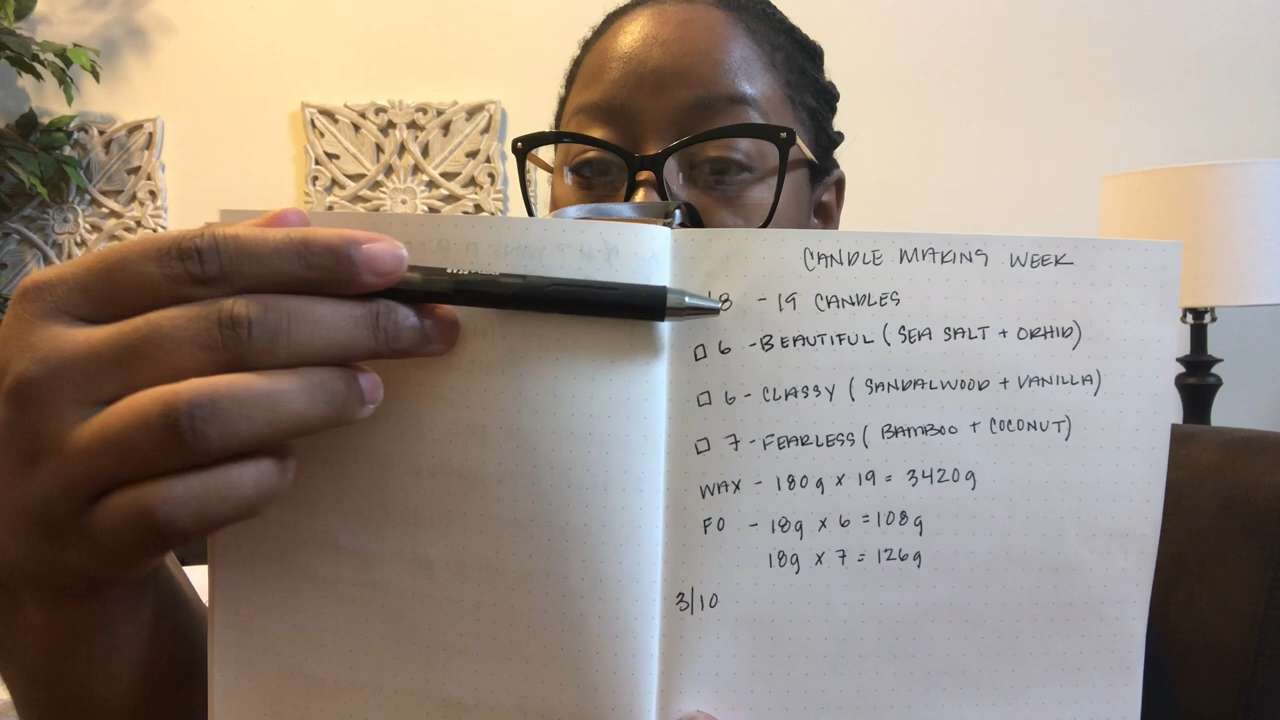 CANDLE MAKING WEEK
8 - 19 CANDLES
□ 6 - BEAUTIFUL (SEA SALT + ORHID)
□ 6 - CLASSY (SANDALWOOD + VANILLA)
□ 7 - FEARLESS (BAMBOO + COCONUT)
WAX - 180g x 19 = 3420g
FO - 18g x 6 = 108g
18g x 7 = 126g
3/10